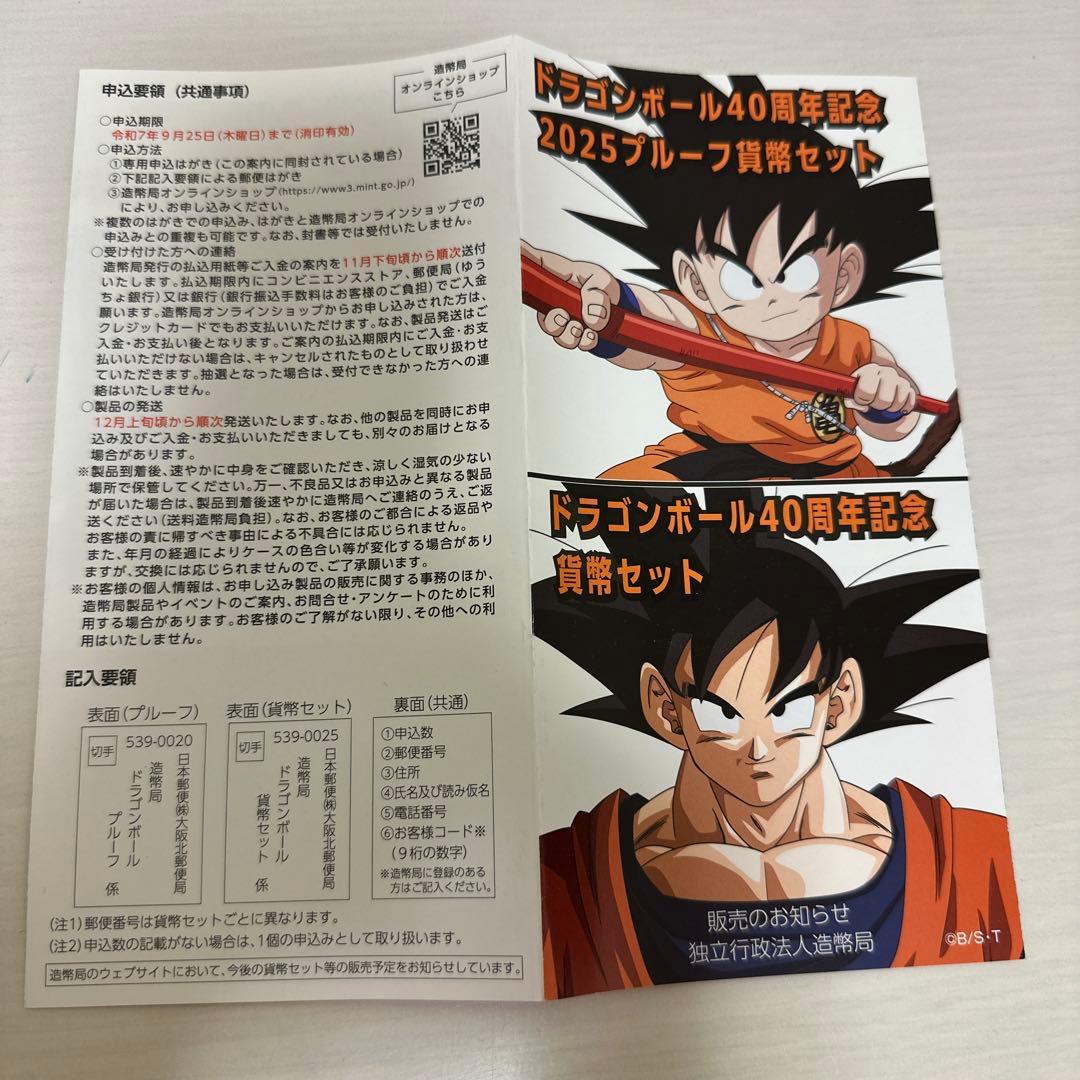 申込要領（共通事項）
造幣局
オンラインショップ
こちら
○申込期限
令和7年9月25日(木曜日)まで(消印有効)
○申込方法
①専用申込はがき(この案内に同封されている場合)
②下記記入要領による郵便はがき
③造幣局オンラインショップ(https://www3.mint.go.jp/)
により、お申し込みください。
※複数のはがきでの申込み、はがきと造幣局オンラインショップでの
申込みとの重複も可能です。なお、封書等では受付いたしません。
○受け付けた方への連絡
造幣局発行の払込用紙等ご入金の案内を11月下旬頃から順次送付
いたします。払込期限内にコンビニエンスストア、郵便局(ゆう
ちょ銀行)又は銀行(銀行振込手数料はお客様のご負担)でご入金
願います。造幣局オンラインショップからお申し込みされた方は、
クレジットカードでもお支払いいただけます。なお、製品発送はご
入金・お支払い後となります。ご案内の払込期限内にご入金・お支
払いいただけない場合は、キャンセルされたものとして取り扱わせ
ていただきます。抽選となった場合は、受付できなかった方への連
絡はいたしません。
○製品の発送
12月上旬頃から順次発送いたします。なお、他の製品を同時にお申
込み及びご入金・お支払いいただきましても、別々のお届けとなる
場合があります。
※製品到着後、速やかに中身をご確認いただき、涼しく湿気の少ない
場所で保管してください。万一、不良品又はお申込みと異なる製品
が届いた場合は、製品到着後速やかに造幣局へご連絡のうえ、ご返
送ください(送料造幣局負担)。なお、お客様のご都合による返品や
お客様の責に帰すべき事由による不具合には応じられません。
また、年月の経過によりケースの色合い等が変化する場合があり
ますが、交換には応じられませんので、ご了承願います。
※お客様の個人情報は、お申し込み製品の販売に関する事務のほか、
造幣局製品やイベントのご案内、お問合せ・アンケートのために利
用する場合があります。お客様のご了解がない限り、その他への利
用はいたしません。
記入要領
表面(プルーフ)
切手
539-0020
日本郵便㈱大阪北郵便局
造幣局
ドラゴンボール
プルーフ 係
表面(貨幣セット)
切手
539-0025
日本郵便㈱大阪北郵便局
造幣局
ドラゴンボール
貨幣セット 係
裏面(共通)
①申込数
②郵便番号
③住所
④氏名及び読み仮名
⑤電話番号
⑥お客様コード※
(9桁の数字)
※造幣局に登録のある
方はご記入ください。
(注1)郵便番号は貨幣セットごとに異なります。
(注2)申込数の記載がない場合は、1個の申込みとして取り扱います。
造幣局のウェブサイトにおいて、今後の貨幣セット等の販売予定をお知らせしています。
ドラゴンボール40周年記念
2025プルーフ貨幣セット
亀
ドラゴンボール40周年記念
貨幣セット
販売のお知らせ
独立行政法人造幣局
©B/S・T